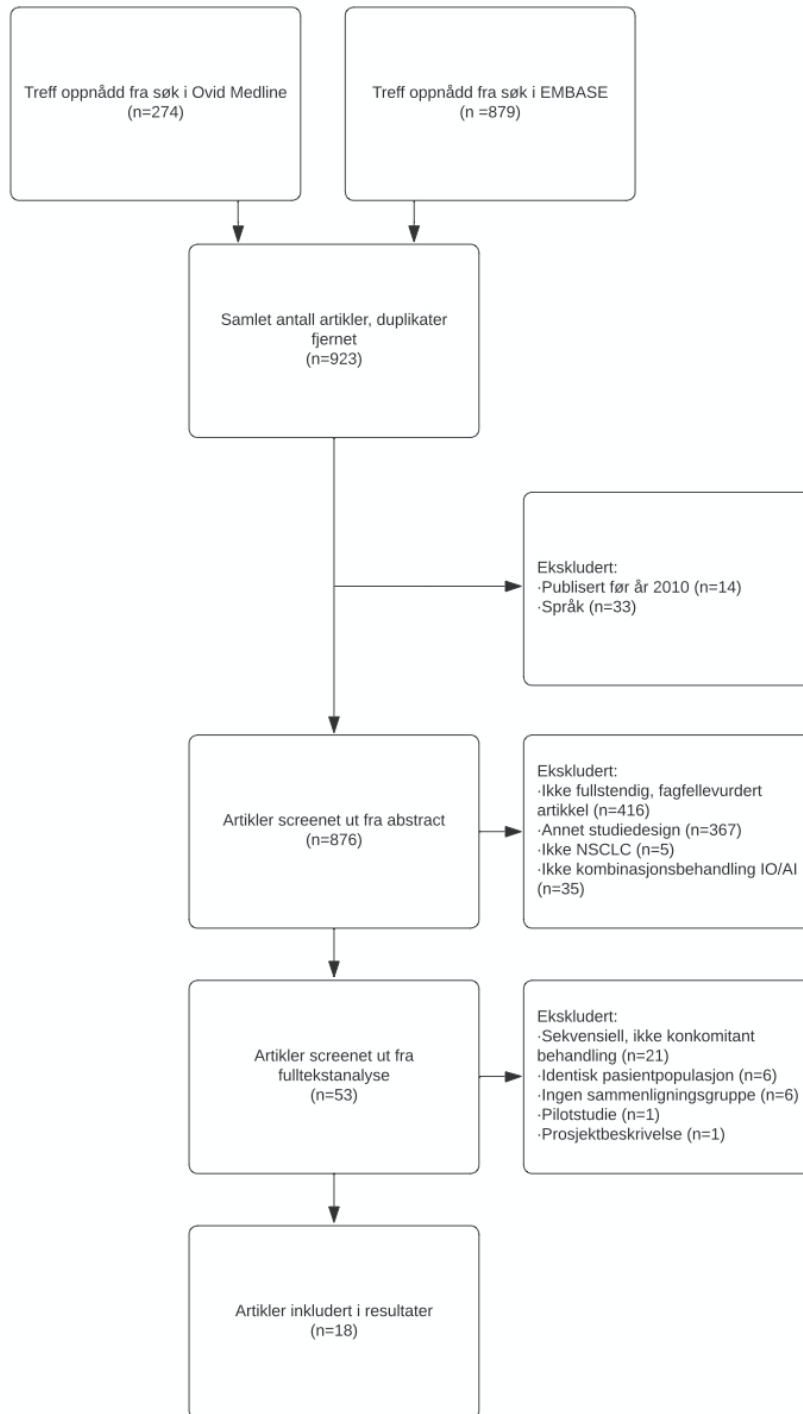 Treff oppnådd fra søk i Ovid Medline
(n=274)
Treff oppnådd fra søk i EMBASE
(n =879)
Samlet antall artikler, duplikater
fjernet
(n=923)
Ekskludert:
·Publisert før år 2010 (n=14)
·Språk (n=33)
Artikler screenet ut fra abstract
(n=876)
Ekskludert:
·Ikke fullstendig, fagfellevurdert
artikkel (n=416)
·Annet studiedesign (n=367)
·Ikke NSCLC (n=5)
·Ikke kombinasjonsbehandling IO/AI
(n=35)
Artikler screenet ut fra
fulltekstanalyse
(n=53)
Ekskludert:
·Sekvensiell, ikke konkomitant
behandling (n=21)
·Identisk pasientpopulasjon (n=6)
·Ingen sammenligningsgruppe (n=6)
·Pilotstudie (n=1)
·Prosjektbeskrivelse (n=1)
Artikler inkludert i resultater
(n=18)